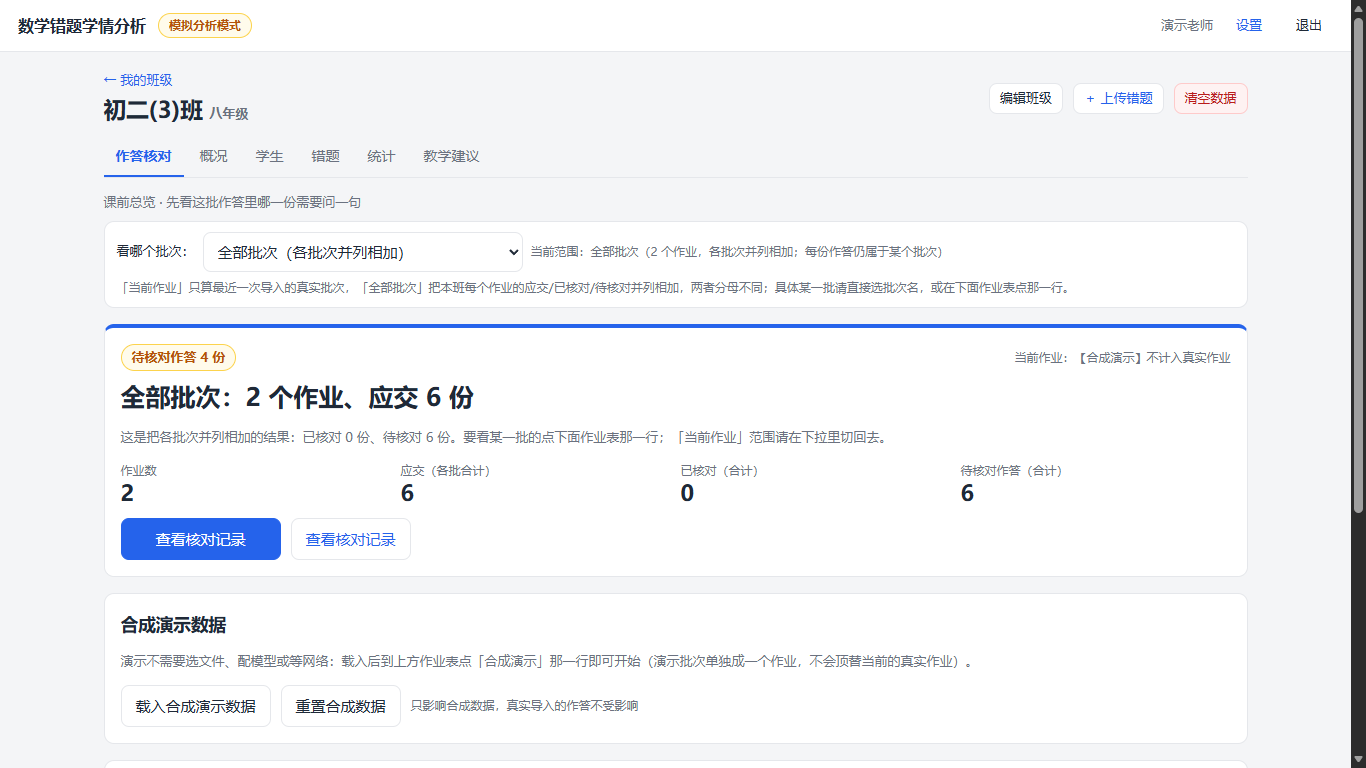 数学错题学情分析 模拟分析模式 演示老师 设置 退出
← 我的班级
初二(3)班 八年级 编辑班级 + 上传错题 清空数据
作答核对 概况 学生 错题 统计 教学建议
课前总览 · 先看这批作答里哪一份需要问一句
看哪个批次： 全部批次（各批次并列相加） 当前范围：全部批次（2 个作业，各批次并列相加；每份作答仍属于某个批次）
「当前作业」只算最近一次导入的真实批次，「全部批次」把本班每个作业的应交/已核对/待核对并列相加，两者分母不同；具体某一批请直接选批次名，或在下面作业表点那一行。
待核对作答 4 份 当前作业：【合成演示】不计入真实作业
全部批次：2 个作业、应交 6 份
这是把各批次并列相加的结果：已核对 0 份、待核对 6 份。要看某一批的点下面作业表那一行；「当前作业」范围请在下拉里切回去。
作业数 应交（各批合计） 已核对（合计） 待核对作答（合计）
2 6 0 6
查看核对记录 查看核对记录
合成演示数据
演示不需要选文件、配模型或等网络：载入后到上方作业表点「合成演示」那一行即可开始（演示批次单独成一个作业，不会顶替当前的真实作业）。
载入合成演示数据 重置合成数据 只影响合成数据，真实导入的作答不受影响